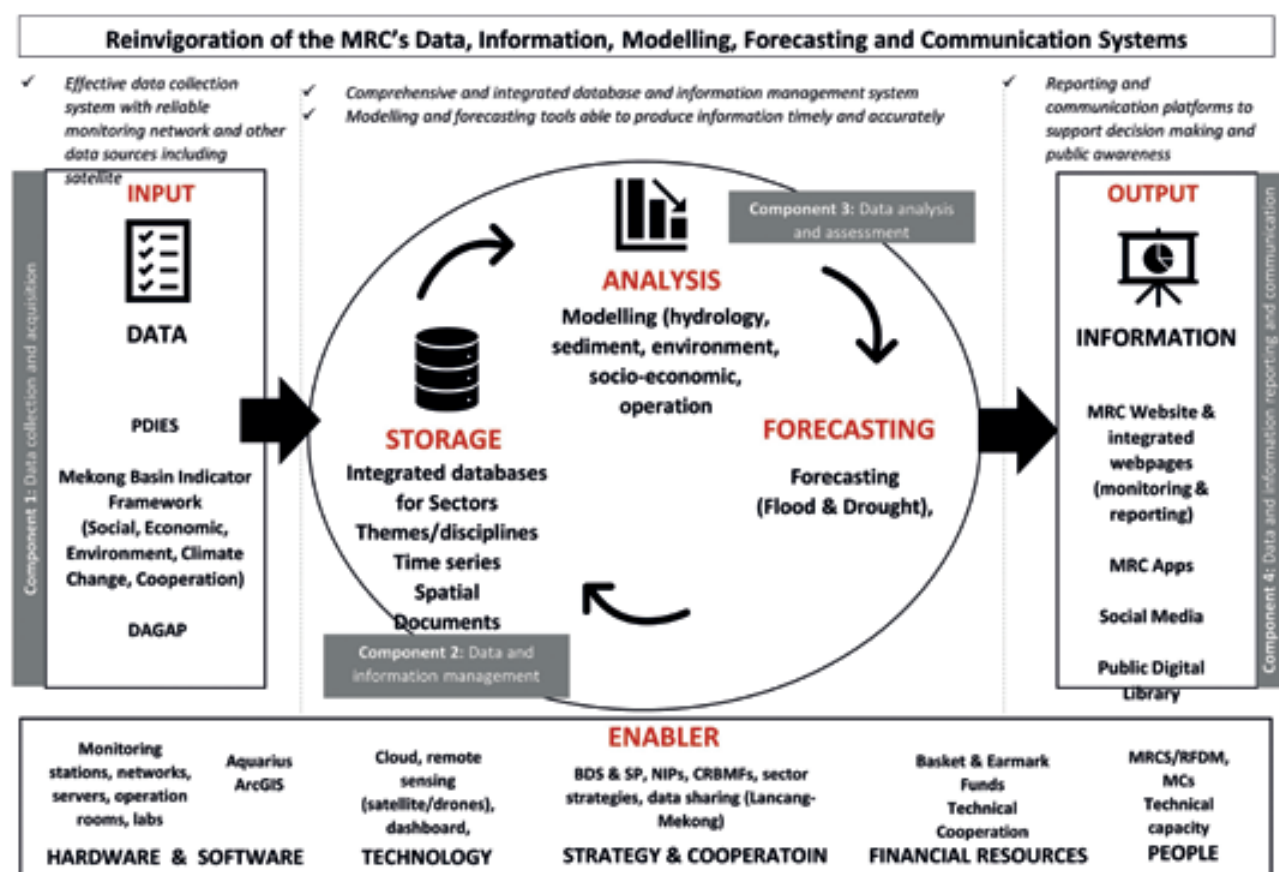 Reinvigoration of the MRC's Data, Information, Modelling, Forecasting and Communication Systems
✓ Effective data collection
system with reliable
monitoring network and other
data sources including
satellite
✓ Comprehensive and integrated database and information management system
✓ Modelling and forecasting tools able to produce information timely and accurately
✓ Reporting and
communication platforms to
support decision making and
public awareness
Component 1: Data collection and acquisition
INPUT
DATA
PDIES
Mekong Basin Indicator
Framework
(Social, Economic,
Environment, Climate
Change, Cooperation)
DAGAP
STORAGE
Integrated databases
for Sectors
Themes/disciplines
Time series
Spatial
Documents
Component 2: Data and
information management
ANALYSIS
Modelling (hydrology,
sediment, environment,
socio-economic,
operation
Component 3: Data analysis
and assessment
FORECASTING
Forecasting
(Flood & Drought),
OUTPUT
INFORMATION
MRC Website &
integrated
webpages
(monitoring &
reporting)
MRC Apps
Social Media
Public Digital
Library
Component 4: Data and information reporting and communication
ENABLER
Monitoring
stations, networks,
servers, operation
rooms, labs
Aquarius
ArcGIS
HARDWARE & SOFTWARE
Cloud, remote
sensing
(satellite/drones),
dashboard,
TECHNOLOGY
BDS & SP, NIPs, CRBMFs, sector
strategies, data sharing (Lancang-
Mekong)
STRATEGY & COOPERATOIN
Basket & Earmark
Funds
Technical
Cooperation
FINANCIAL RESOURCES
MRCS/RFDM,
MCs
Technical
capacity
PEOPLE